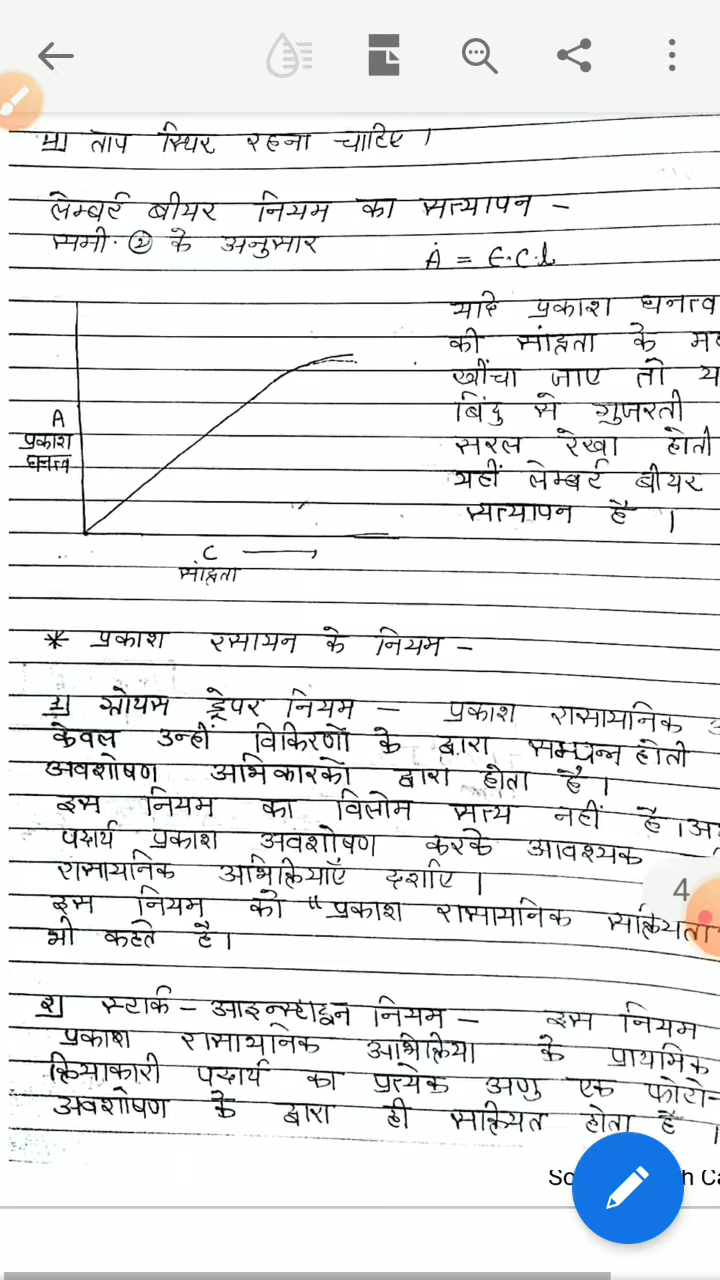 म] ताप स्थिर रहना चाहिए।
लेम्बर्ट बीयर नियम का सत्यापन -
समी. ② के अनुसार
A = ε.C.l
यदि प्रकाश घनत्व
की सांद्रता के
खींचा जाए तो
बिंदु से गुजरती
सरल रेखा होती
यहीं लेम्बर्ट बीयर
सत्यापन है।
A
प्रकाश
घनत्व
C
सांद्रता
* प्रकाश रसायन के नियम -
1] ग्रोथस ड्रेपर नियम - प्रकाश रासायनिक
केवल उन्हीं विकिरणों के द्वारा सम्पन्न होती
अवशोषण अभिकारको द्वारा होता है।
इस नियम का विलोम सत्य नहीं है।
पदार्थ प्रकाश अवशोषण करके आवश्यक
रासायनिक अभिक्रियाएँ दर्शाए।
4
इस नियम को "प्रकाश रासायनिक सक्रियता
भी कहते है।
2] स्टार्क - आइन्स्टाइन नियम - इस नियम
प्रकाश रासायनिक अभिक्रिया के प्राथमिक
क्रियाकारी पदार्थ का प्रत्येक अणु एक फोटो-
अवशोषण के द्वारा ही सक्रियित होता है।